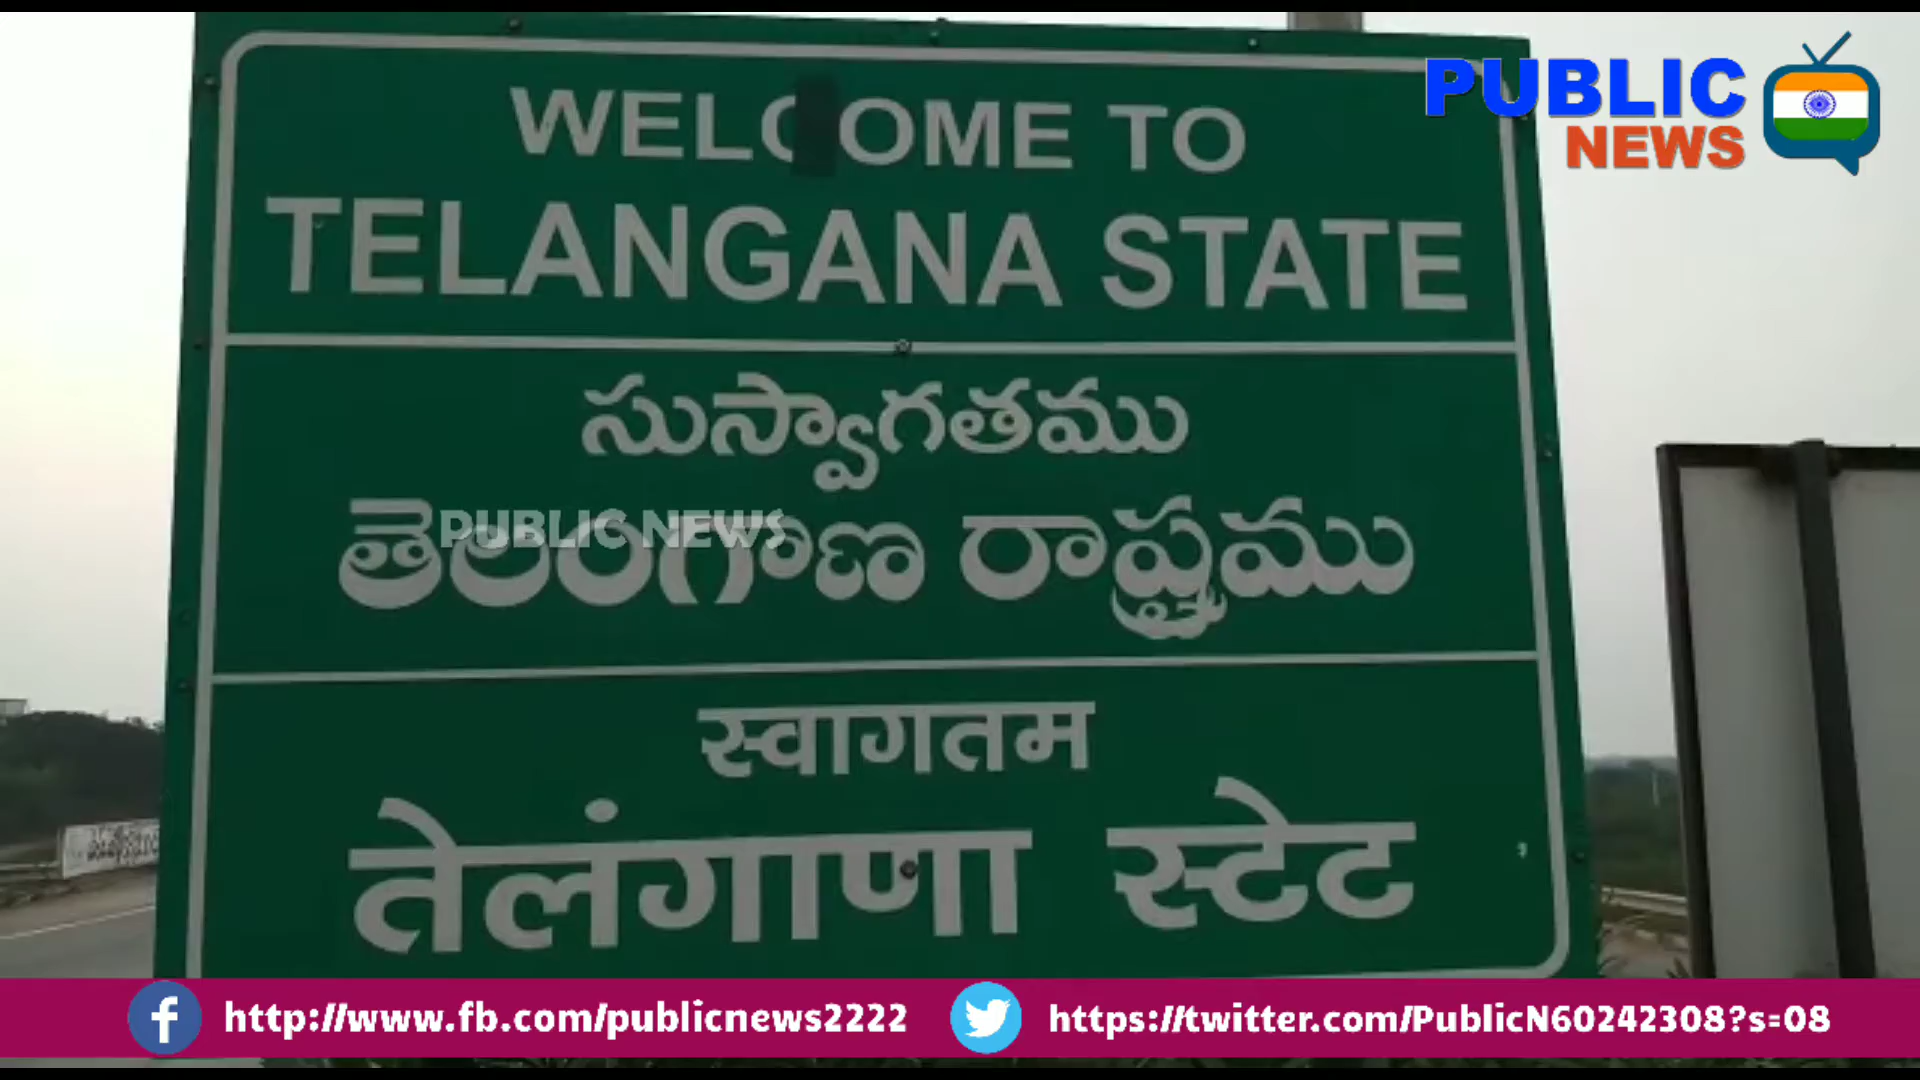 WELCOME TO
TELANGANA STATE
సుస్వాగతము
తెలంగాణ రాష్ట్రము
स्वागतम
तेलंगाणा स्टेट
PUBLIC
NEWS
PUBLIC NEWS
http://www.fb.com/publicnews2222
https://twitter.com/PublicN60242308?s=08